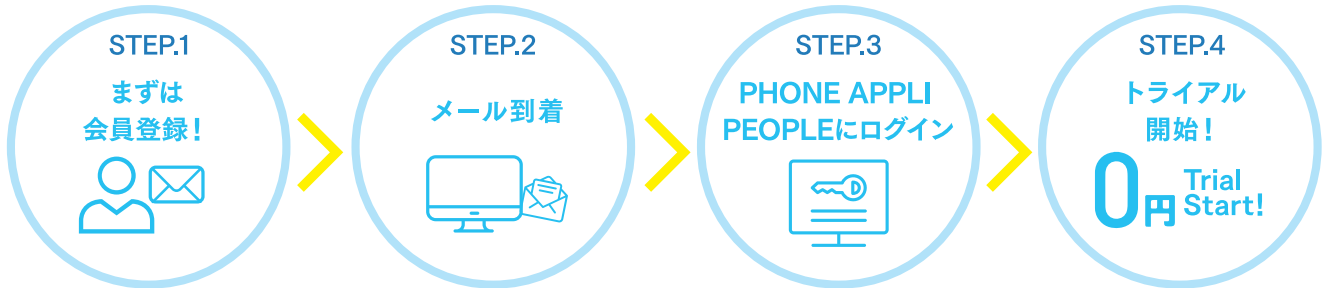 STEP.1
まずは
会員登録！
STEP.2
メール到着
STEP.3
PHONE APPLI
PEOPLEにログイン
STEP.4
トライアル
開始！
0円 Trial
Start!